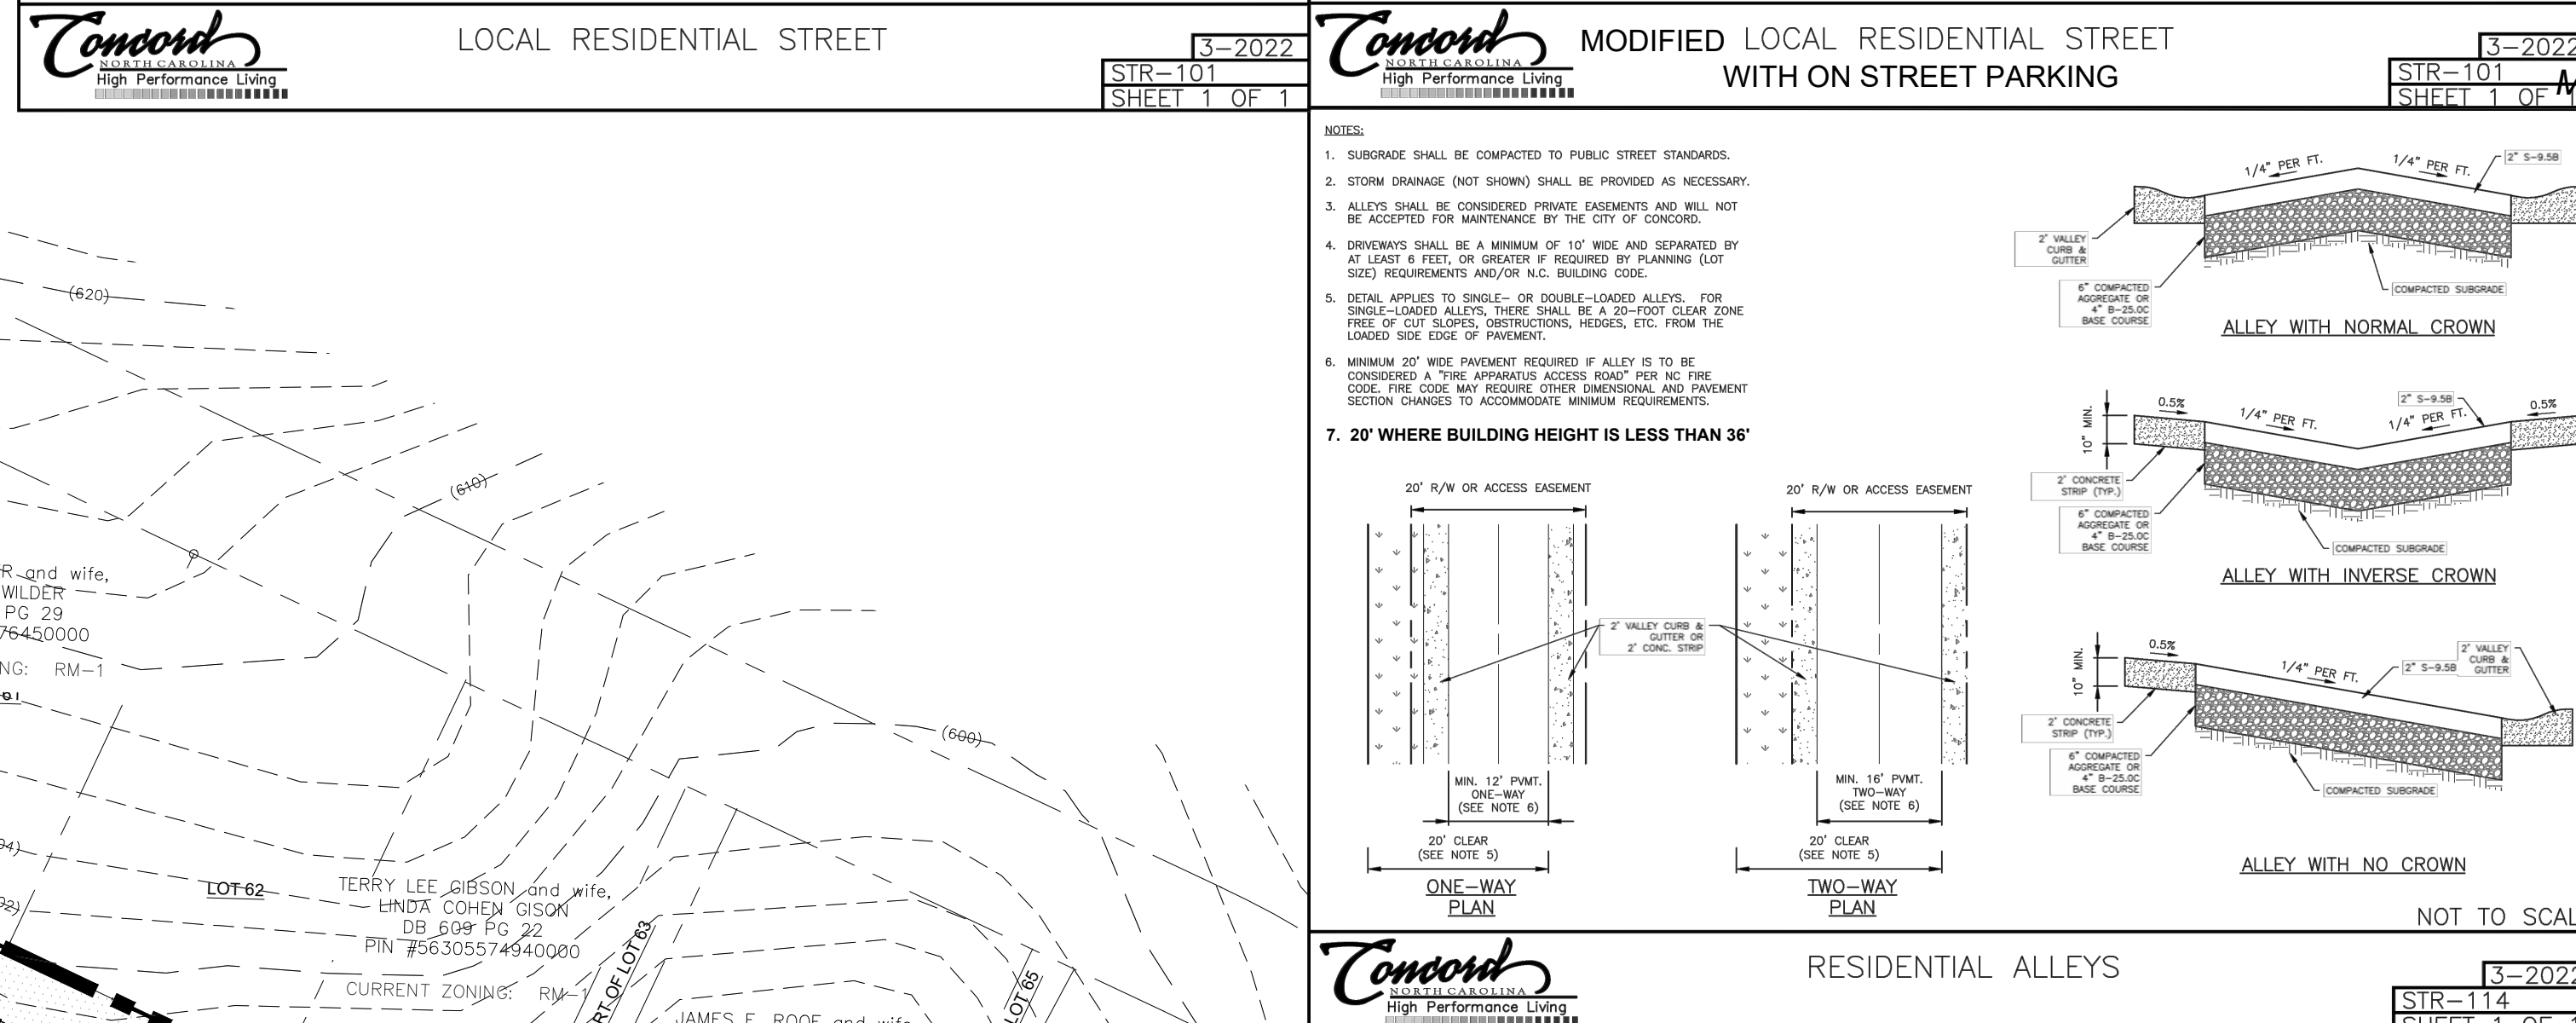 Concord
NORTH CAROLINA
High Performance Living
LOCAL RESIDENTIAL STREET
3-2022
STR-101
SHEET 1 OF 1
Concord
NORTH CAROLINA
High Performance Living
MODIFIED LOCAL RESIDENTIAL STREET
WITH ON STREET PARKING
3-2022
STR-101
SHEET 1 OF
(620)
(610)
(600)
R and wife,
WILDER
PG 29
76450000
NG: RM-1
04)
02)
LOT 62
TERRY LEE GIBSON and wife,
LINDA COHEN GISON
DB 609 PG 22
PIN #56305574940000
CURRENT ZONING: RM-1
RT OF LOT 63
LOT 65
JAMES E. ROOF and wife
NOTES:
1. SUBGRADE SHALL BE COMPACTED TO PUBLIC STREET STANDARDS.
2. STORM DRAINAGE (NOT SHOWN) SHALL BE PROVIDED AS NECESSARY.
3. ALLEYS SHALL BE CONSIDERED PRIVATE EASEMENTS AND WILL NOT
BE ACCEPTED FOR MAINTENANCE BY THE CITY OF CONCORD.
4. DRIVEWAYS SHALL BE A MINIMUM OF 10' WIDE AND SEPARATED BY
AT LEAST 6 FEET, OR GREATER IF REQUIRED BY PLANNING (LOT
SIZE) REQUIREMENTS AND/OR N.C. BUILDING CODE.
5. DETAIL APPLIES TO SINGLE- OR DOUBLE-LOADED ALLEYS. FOR
SINGLE-LOADED ALLEYS, THERE SHALL BE A 20-FOOT CLEAR ZONE
FREE OF CUT SLOPES, OBSTRUCTIONS, HEDGES, ETC. FROM THE
LOADED SIDE EDGE OF PAVEMENT.
6. MINIMUM 20' WIDE PAVEMENT REQUIRED IF ALLEY IS TO BE
CONSIDERED A "FIRE APPARATUS ACCESS ROAD" PER NC FIRE
CODE. FIRE CODE MAY REQUIRE OTHER DIMENSIONAL AND PAVEMENT
SECTION CHANGES TO ACCOMMODATE MINIMUM REQUIREMENTS.
7. 20' WHERE BUILDING HEIGHT IS LESS THAN 36'
20' R/W OR ACCESS EASEMENT
20' R/W OR ACCESS EASEMENT
2' VALLEY CURB &
GUTTER OR
2' CONC. STRIP
MIN. 12' PVMT.
ONE-WAY
(SEE NOTE 6)
MIN. 16' PVMT.
TWO-WAY
(SEE NOTE 6)
20' CLEAR
(SEE NOTE 5)
20' CLEAR
(SEE NOTE 5)
ONE-WAY
PLAN
TWO-WAY
PLAN
1/4" PER FT.
1/4" PER FT.
2" S-9.5B
2' VALLEY
CURB &
GUTTER
6" COMPACTED
AGGREGATE OR
4" B-25.0C
BASE COURSE
COMPACTED SUBGRADE
ALLEY WITH NORMAL CROWN
10" MIN.
0.5%
1/4" PER FT.
2" S-9.5B
1/4" PER FT.
0.5%
2' CONCRETE
STRIP (TYP.)
6" COMPACTED
AGGREGATE OR
4" B-25.0C
BASE COURSE
COMPACTED SUBGRADE
ALLEY WITH INVERSE CROWN
10" MIN.
0.5%
1/4" PER FT.
2" S-9.5B
2' VALLEY
CURB &
GUTTER
2' CONCRETE
STRIP (TYP.)
6" COMPACTED
AGGREGATE OR
4" B-25.0C
BASE COURSE
COMPACTED SUBGRADE
ALLEY WITH NO CROWN
NOT TO SCAL
Concord
NORTH CAROLINA
High Performance Living
RESIDENTIAL ALLEYS
3-2022
STR-114
SHEET 1 OF 1